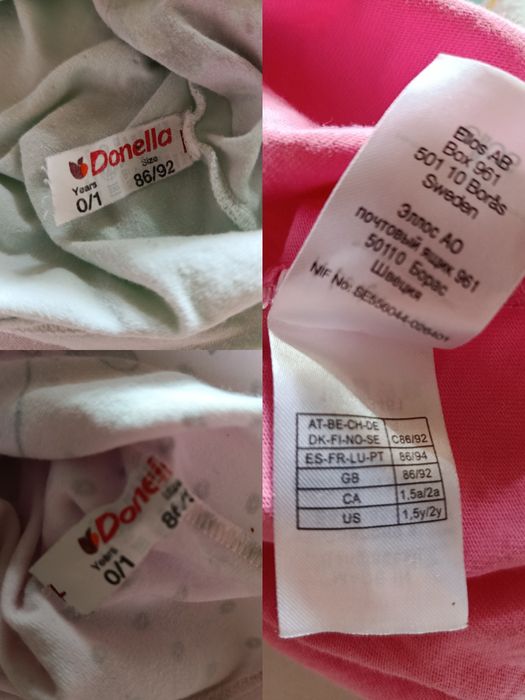 Donella
Years Size
0/1 86/92
Donella
Years
0/1
Ellos AB
Box 961
501 10 Borås
Sweden
Эллос АО
почтовый ящик 961
50110 Борас
Швеция
NIF No.
AT-BE-CH-DE
DK-FI-NO-SE C86/92
ES-FR-LU-PT 86/94
GB 86/92
CA 1,5a/2a
US 1,5y/2y